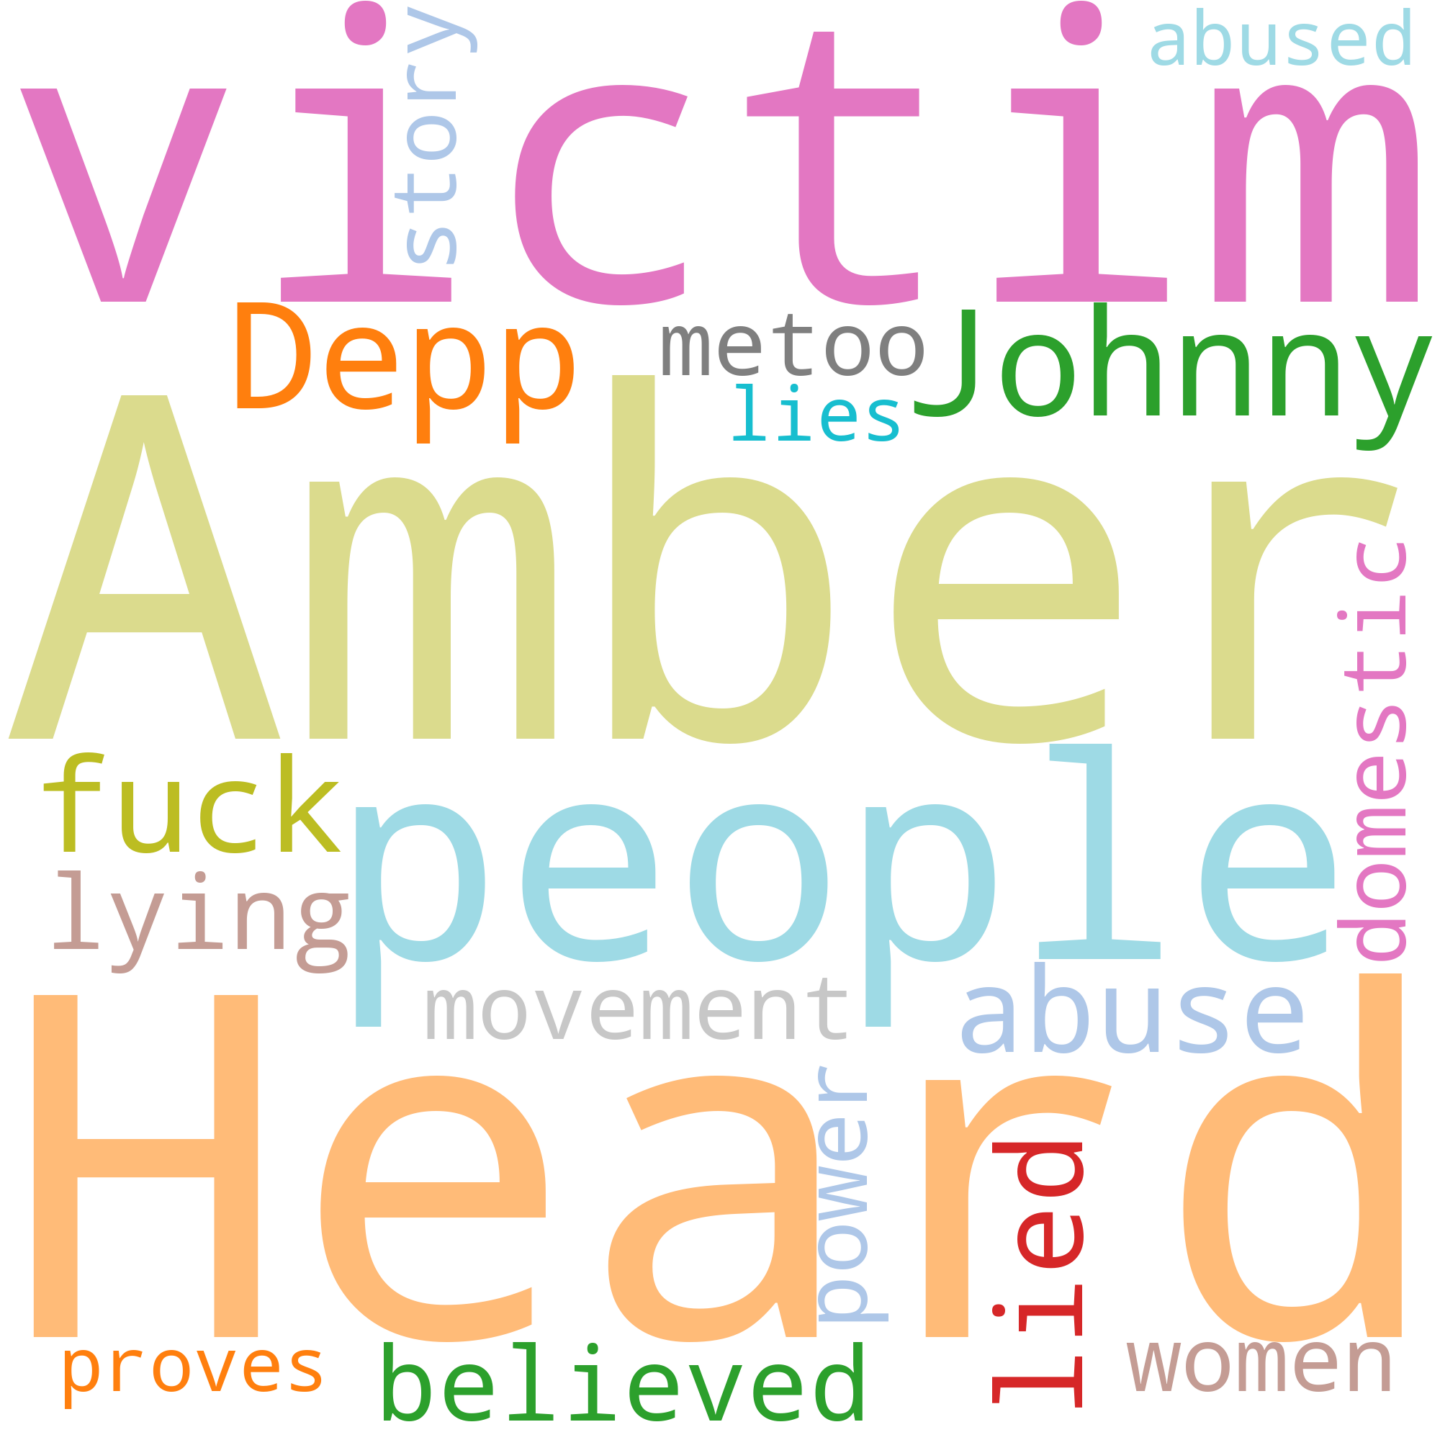 victim
story
abused
Depp
metoo
Johnny
lies
Amber
domestic
fuck
people
lying
movement
abuse
Heard
power
lied
proves
believed
women